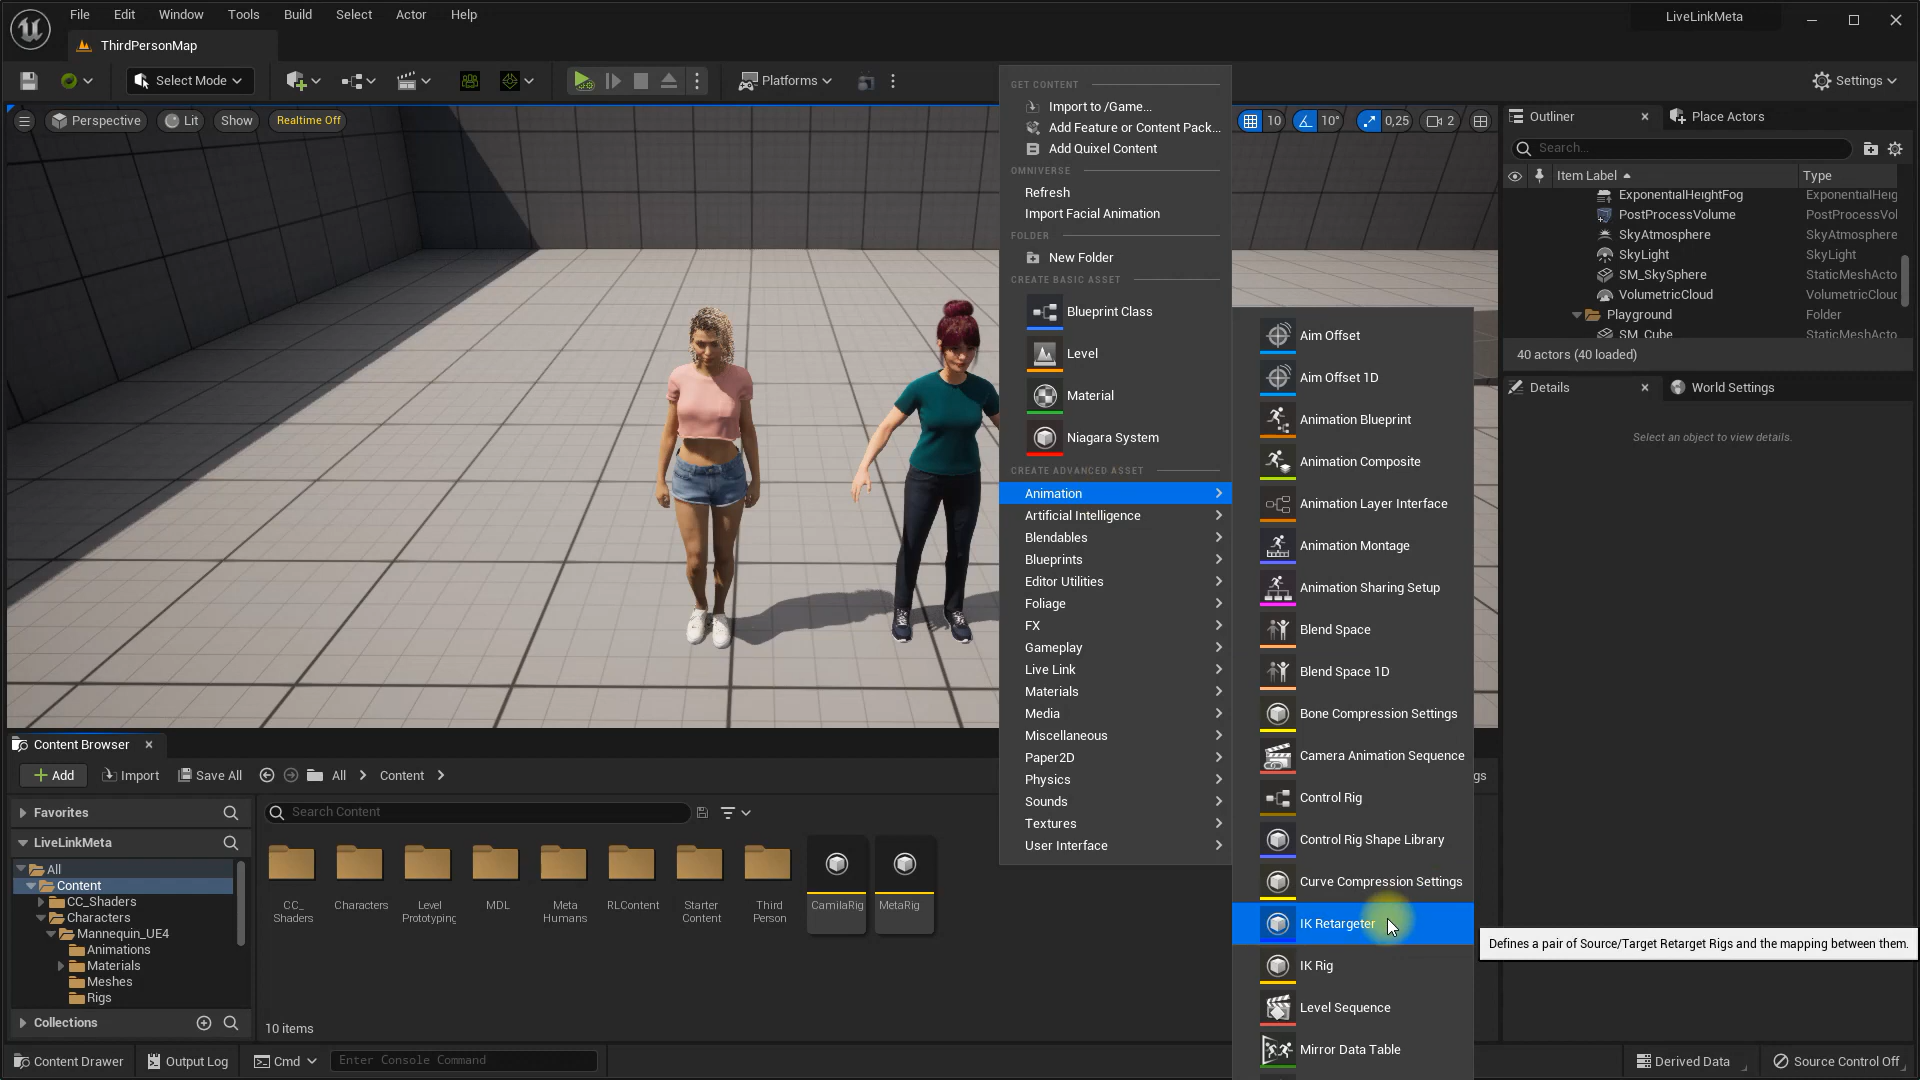 File Edit Window Tools Build Select Actor Help
LiveLinkMeta
ThirdPersonMap
Select Mode
Platforms
Settings
Perspective Lit Show Realtime Off
10 10° 0,25 2
GET CONTENT
Import to /Game...
Add Feature or Content Pack...
Add Quixel Content
OMNIVERSE
Refresh
Import Facial Animation
FOLDER
New Folder
CREATE BASIC ASSET
Blueprint Class
Level
Material
Niagara System
CREATE ADVANCED ASSET
Animation
Artificial Intelligence
Blendables
Blueprints
Editor Utilities
Foliage
FX
Gameplay
Live Link
Materials
Media
Miscellaneous
Paper2D
Physics
Sounds
Textures
User Interface
Aim Offset
Aim Offset 1D
Animation Blueprint
Animation Composite
Animation Layer Interface
Animation Montage
Animation Sharing Setup
Blend Space
Blend Space 1D
Bone Compression Settings
Camera Animation Sequence
Control Rig
Control Rig Shape Library
Curve Compression Settings
IK Retargeter
IK Rig
Level Sequence
Mirror Data Table
Defines a pair of Source/Target Retarget Rigs and the mapping between them.
Outliner
Place Actors
Search...
Item Label Type
ExponentialHeightFog ExponentialHeig
PostProcessVolume PostProcessVol
SkyAtmosphere SkyAtmosphere
SkyLight SkyLight
SM_SkySphere StaticMeshActo
VolumetricCloud VolumetricCloud
Playground Folder
SM_Cube StaticMeshActo
40 actors (40 loaded)
Details
World Settings
Select an object to view details.
Content Browser
Add Import Save All All Content
gs
Favorites
LiveLinkMeta
All
Content
CC_Shaders
Characters
Mannequin_UE4
Animations
Materials
Meshes
Rigs
Collections
Search Content
CC_
Shaders
Characters
Level
Prototyping
MDL
Meta
Humans
RLContent
Starter
Content
Third
Person
CamilaRig
MetaRig
10 items
Content Drawer Output Log Cmd Enter Console Command
Derived Data Source Control Off